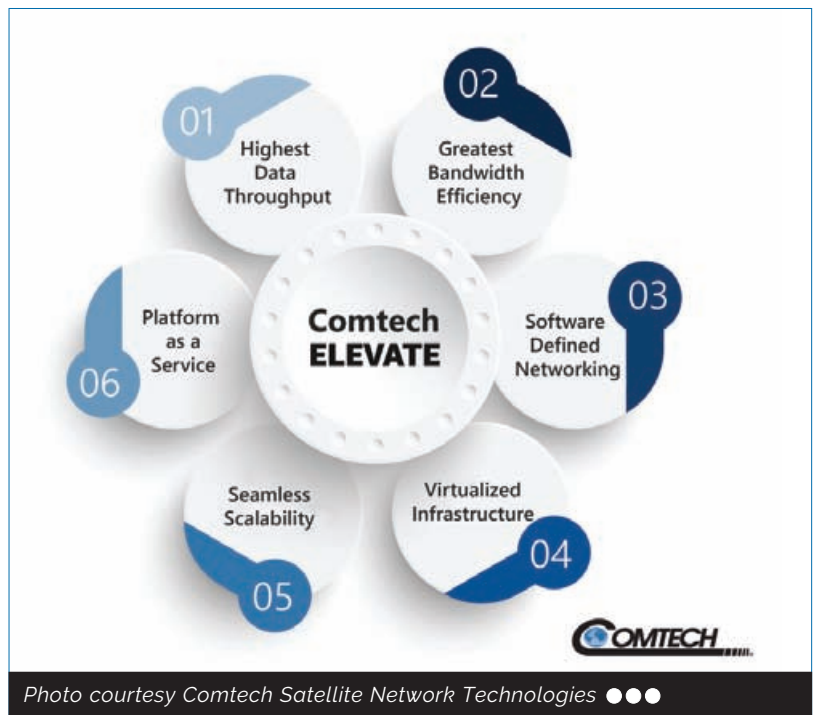 01
Highest
Data
Throughput
02
Greatest
Bandwidth
Efficiency
03
Software
Defined
Networking
04
Virtualized
Infrastructure
05
Seamless
Scalability
06
Platform
as a
Service
Comtech
ELEVATE
COMTECH
Photo courtesy Comtech Satellite Network Technologies